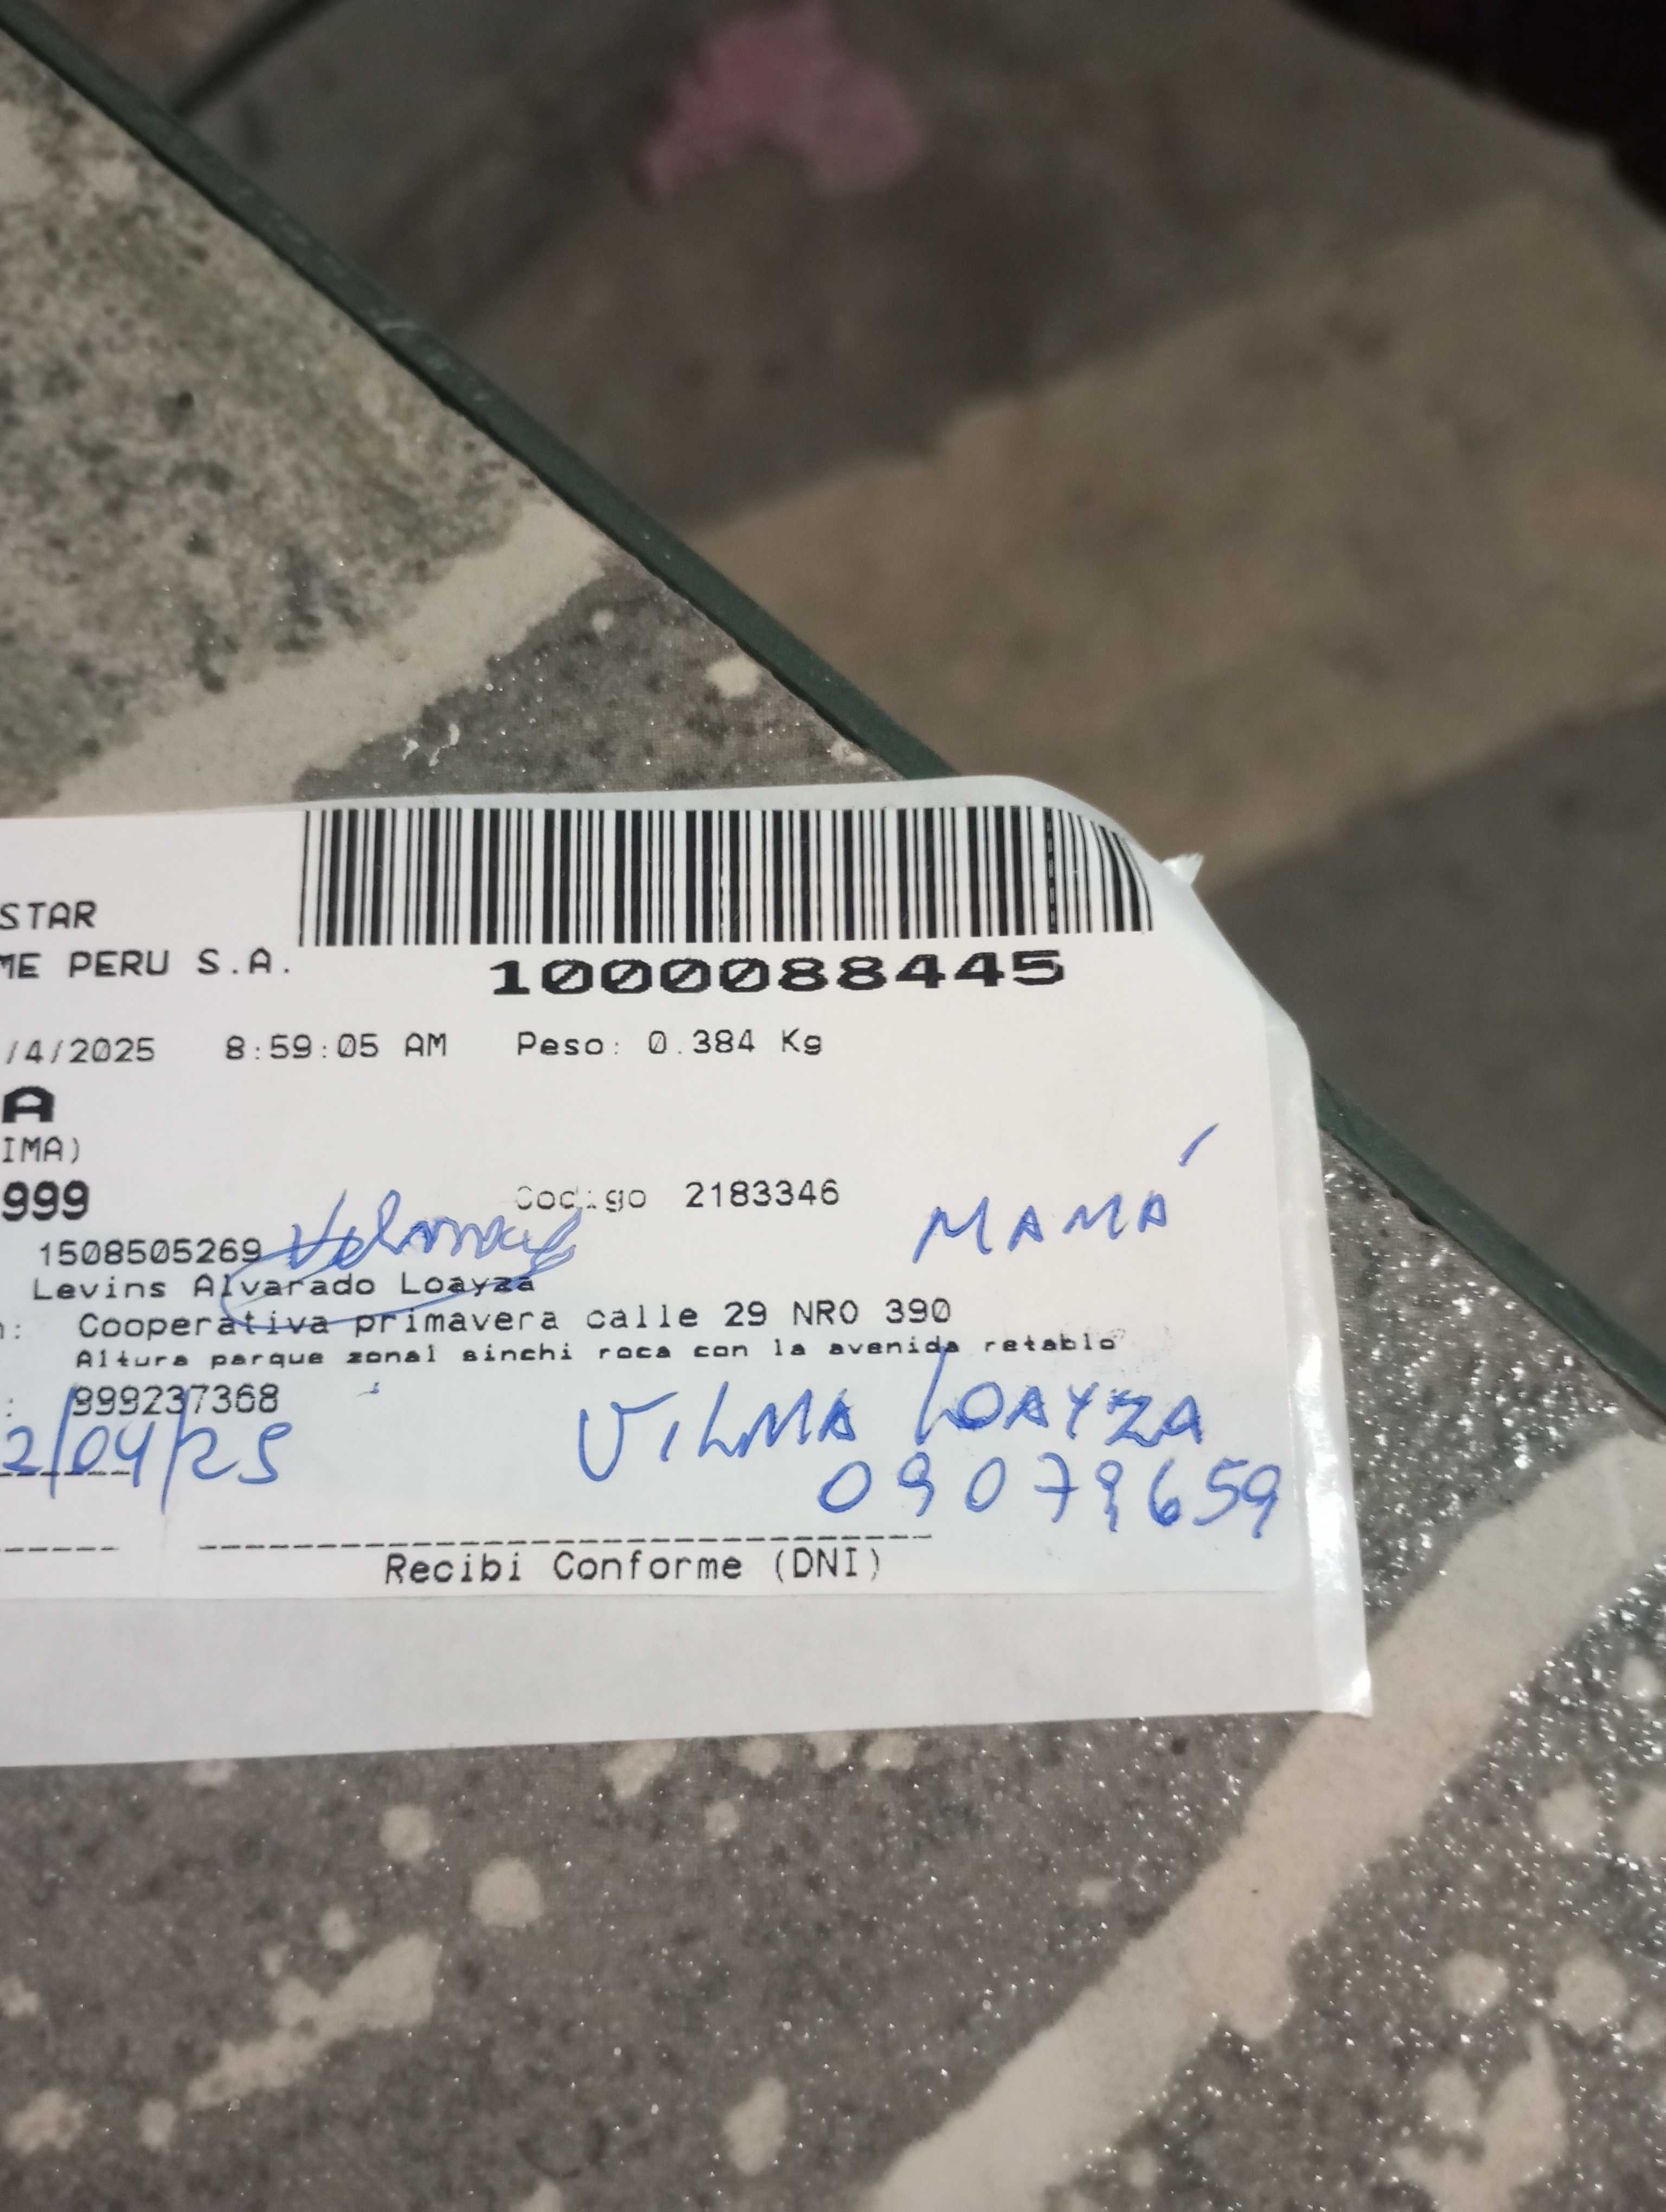 STAR
ME PERU S.A.
1000088445
/4/2025 8:59:05 AM Peso: 0.384 Kg
A
IMA)
999
Codigo 2183346
MAMÁ
1508505269
Levins Alvarado Loayza
n: Cooperativa primavera calle 29 NRO 390
Altura parque zonal sinchi roca con la avenida retablo
: 999237368
2/04/25
VILMA LOAYZA
09079659
Recibi Conforme (DNI)